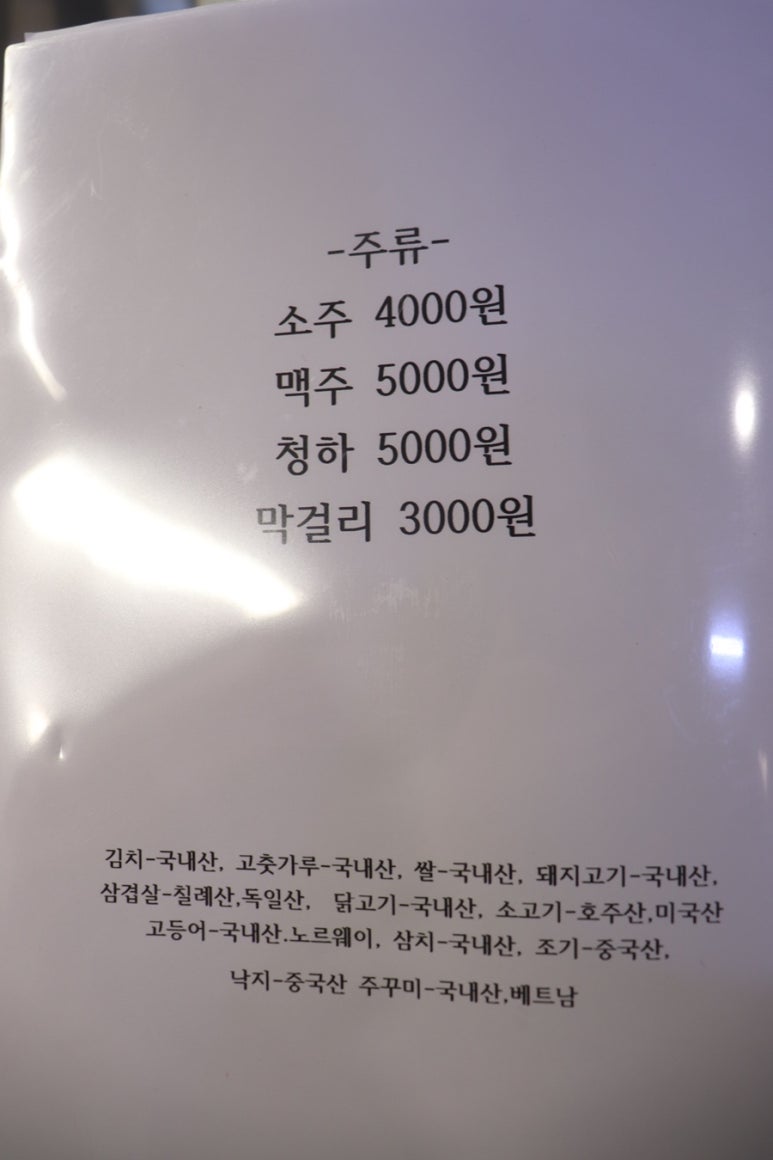 -주류-
소주 4000원
맥주 5000원
청하 5000원
막걸리 3000원
김치-국내산, 고춧가루-국내산, 쌀-국내산, 돼지고기-국내산,
삼겹살-칠레산,독일산, 닭고기-국내산, 소고기-호주산,미국산
고등어-국내산.노르웨이, 삼치-국내산, 조기-중국산,
낙지-중국산 주꾸미-국내산,베트남